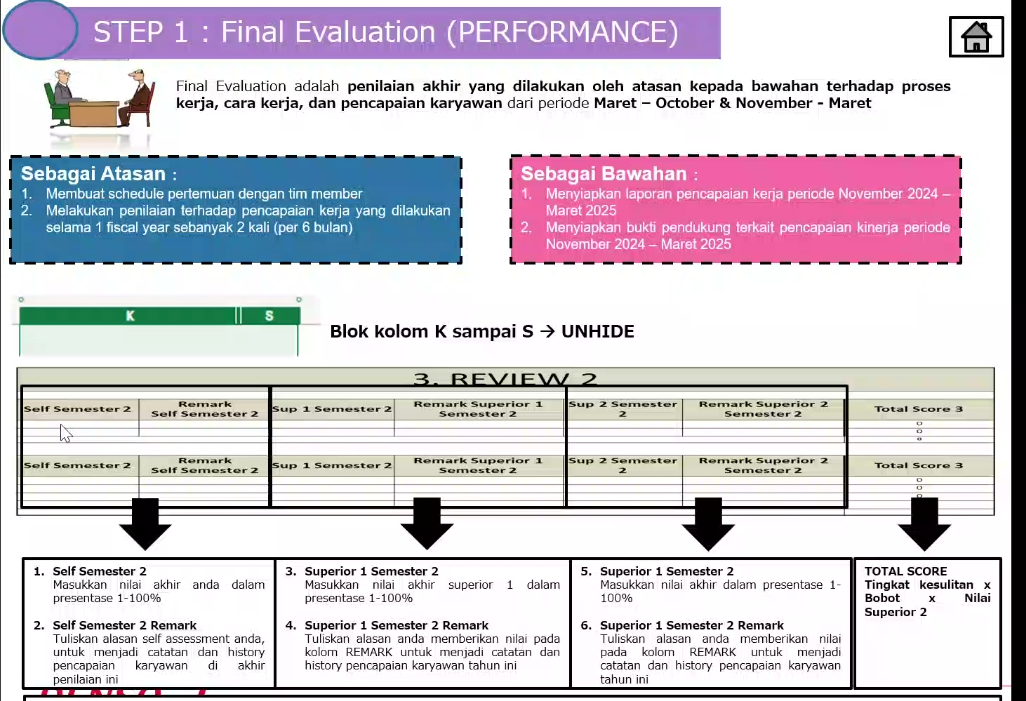 STEP 1 : Final Evaluation (PERFORMANCE)
Final Evaluation adalah penilaian akhir yang dilakukan oleh atasan kepada bawahan terhadap proses
kerja, cara kerja, dan pencapaian karyawan dari periode Maret – October & November - Maret
Sebagai Atasan :
1. Membuat schedule pertemuan dengan tim member
2. Melakukan penilaian terhadap pencapaian kerja yang dilakukan
selama 1 fiscal year sebanyak 2 kali (per 6 bulan)
Sebagai Bawahan :
1. Menyiapkan laporan pencapaian kerja periode November 2024 –
Maret 2025
2. Menyiapkan bukti pendukung terkait pencapaian kinerja periode
November 2024 – Maret 2025
K S
Blok kolom K sampai S → UNHIDE
3. REVIEW 2
Self Semester 2
Remark
Self Semester 2
Sup 1 Semester 2
Remark Superior 1
Semester 2
Sup 2 Semester
2
Remark Superior 2
Semester 2
Total Score 3
0
0
0
Self Semester 2
Remark
Self Semester 2
Sup 1 Semester 2
Remark Superior 1
Semester 2
Sup 2 Semester
2
Remark Superior 2
Semester 2
Total Score 3
0
0
1. Self Semester 2
Masukkan nilai akhir anda dalam
presentase 1-100%
2. Self Semester 2 Remark
Tuliskan alasan self assessment anda,
untuk menjadi catatan dan history
pencapaian karyawan di akhir
penilaian ini
3. Superior 1 Semester 2
Masukkan nilai akhir superior 1 dalam
presentase 1-100%
4. Superior 1 Semester 2 Remark
Tuliskan alasan anda memberikan nilai pada
kolom REMARK untuk menjadi catatan dan
history pencapaian karyawan tahun ini
5. Superior 1 Semester 2
Masukkan nilai akhir dalam presentase 1-
100%
6. Superior 1 Semester 2 Remark
Tuliskan alasan anda memberikan nilai
pada kolom REMARK untuk menjadi
catatan dan history pencapaian karyawan
tahun ini
TOTAL SCORE
Tingkat kesulitan x
Bobot x Nilai
Superior 2